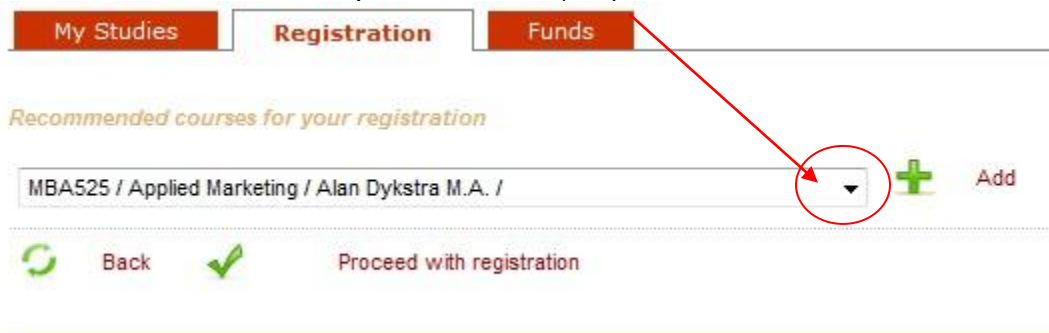 My Studies Registration Funds
Recommended courses for your registration
MBA525 / Applied Marketing / Alan Dykstra M.A. / Add
Back Proceed with registration